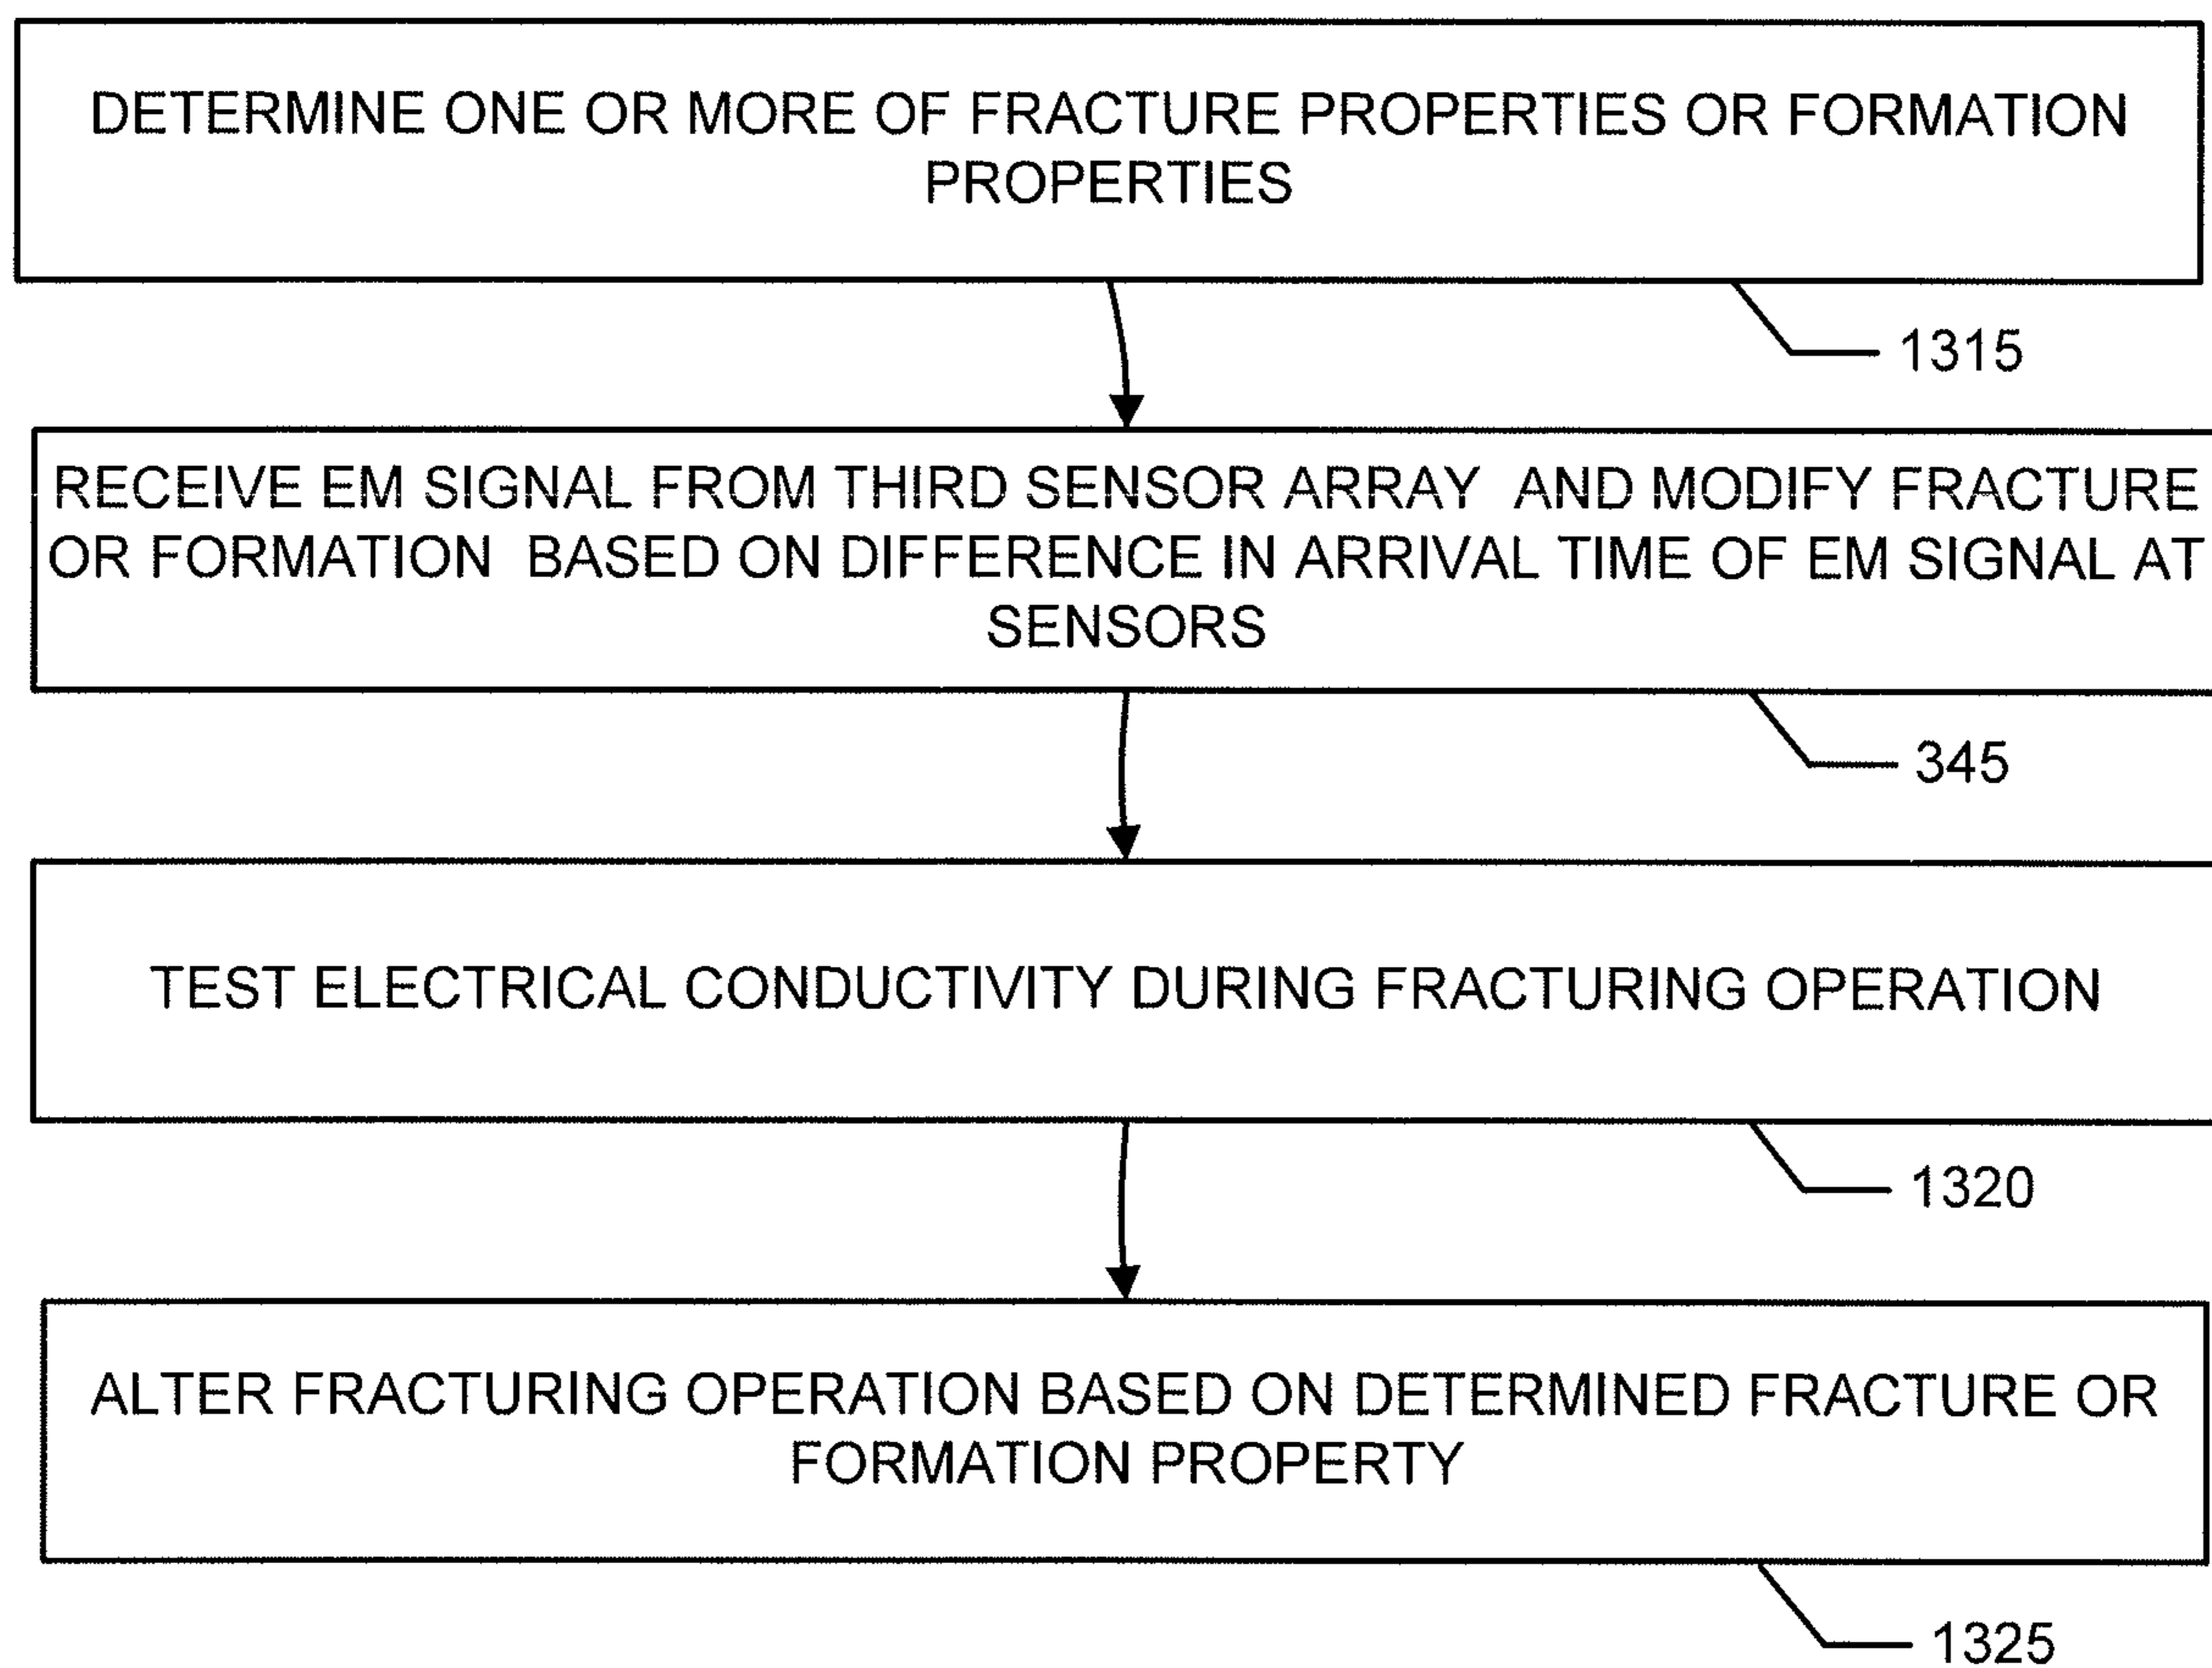 DETERMINE ONE OR MORE OF FRACTURE PROPERTIES OR FORMATION
PROPERTIES
1315
RECEIVE EM SIGNAL FROM THIRD SENSOR ARRAY AND MODIFY FRACTURE
OR FORMATION BASED ON DIFFERENCE IN ARRIVAL TIME OF EM SIGNAL AT
SENSORS
345
TEST ELECTRICAL CONDUCTIVITY DURING FRACTURING OPERATION
1320
ALTER FRACTURING OPERATION BASED ON DETERMINED FRACTURE OR
FORMATION PROPERTY
1325